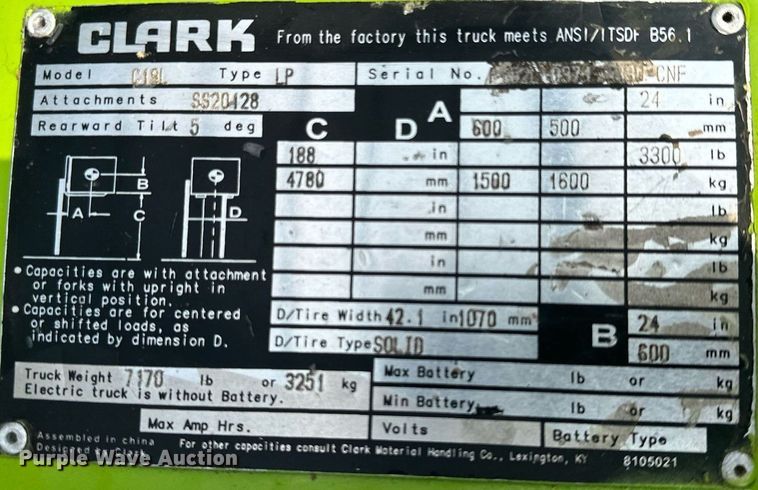 CLARK From the factory this truck meets ANSI/ITSDF B56.1
Model C18L Type LP Serial No. CNF
Attachments SS20128 24 in
Rearward Tilt 5 deg C D A 600 500 mm
188 in 3300 lb
4780 mm 1500 1600 kg
in lb
mm kg
in lb
mm kg
A B C D
• Capacities are with attachment
or forks with upright in
vertical position.
• Capacities are for centered
or shifted loads, as
indicated by dimension D.
D/Tire Width 42.1 in 1070 mm B 24 in
D/Tire Type SOLID 600 mm
Truck Weight 7170 lb or 3251 kg
Electric truck is without Battery.
Max Battery lb or kg
Min Battery lb or kg
Max Amp Hrs. Volts Battery Type
Assembled in china
Designed by Clark
For other capacities consult Clark Material Handling Co., Lexington, KY 8105021
Purple Wave Auction